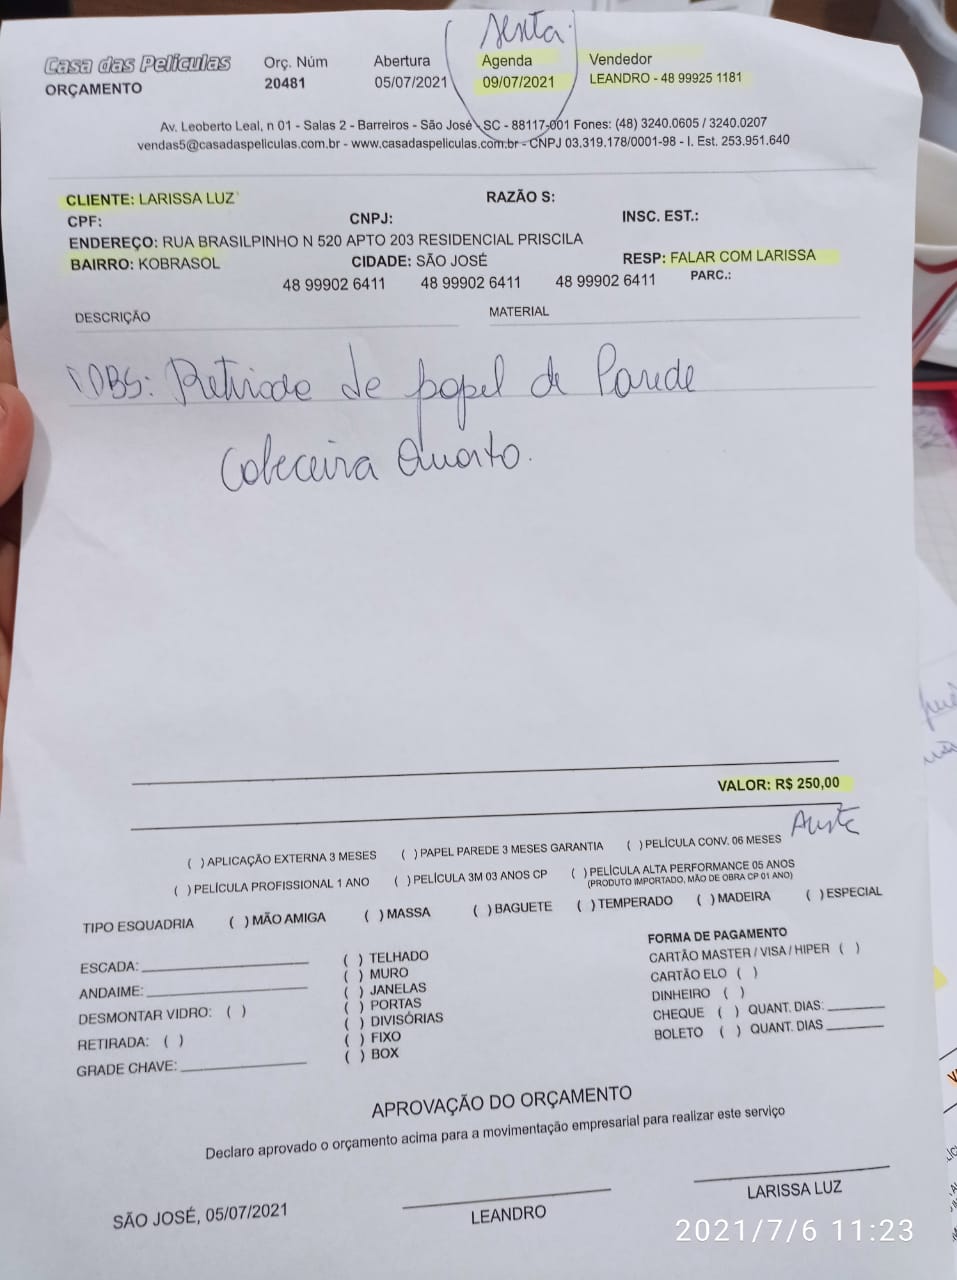 sexta.
Casa das Películas
ORÇAMENTO
Orç. Núm
20481
Abertura
05/07/2021
Agenda
09/07/2021
Vendedor
LEANDRO - 48 99925 1181
Av. Leoberto Leal, n 01 - Salas 2 - Barreiros - São José - SC - 88117-001 Fones: (48) 3240.0605 / 3240.0207
vendas5@casadaspeliculas.com.br - www.casadaspeliculas.com.br - CNPJ 03.319.178/0001-98 - I. Est. 253.951.640
CLIENTE: LARISSA LUZ
RAZÃO S:
CPF:
CNPJ:
INSC. EST.:
ENDEREÇO: RUA BRASILPINHO N 520 APTO 203 RESIDENCIAL PRISCILA
BAIRRO: KOBRASOL
CIDADE: SÃO JOSÉ
RESP: FALAR COM LARISSA
48 99902 6411 48 99902 6411 48 99902 6411
PARC.:
DESCRIÇÃO
MATERIAL
OBS: Retirada de papel de Parede
Cabeceira Quarto.
VALOR: R$ 250,00
( ) APLICAÇÃO EXTERNA 3 MESES ( ) PAPEL PAREDE 3 MESES GARANTIA ( ) PELÍCULA CONV. 06 MESES
( ) PELÍCULA PROFISSIONAL 1 ANO ( ) PELÍCULA 3M 03 ANOS CP ( ) PELÍCULA ALTA PERFORMANCE 05 ANOS
(PRODUTO IMPORTADO, MÃO DE OBRA CP 01 ANO)
TIPO ESQUADRIA ( ) MÃO AMIGA ( ) MASSA ( ) BAGUETE ( ) TEMPERADO ( ) MADEIRA ( ) ESPECIAL
ESCADA:
ANDAIME:
DESMONTAR VIDRO: ( )
RETIRADA: ( )
GRADE CHAVE:
( ) TELHADO
( ) MURO
( ) JANELAS
( ) PORTAS
( ) DIVISÓRIAS
( ) FIXO
( ) BOX
FORMA DE PAGAMENTO
CARTÃO MASTER / VISA / HIPER ( )
CARTÃO ELO ( )
DINHEIRO ( )
CHEQUE ( ) QUANT. DIAS:
BOLETO ( ) QUANT. DIAS
APROVAÇÃO DO ORÇAMENTO
Declaro aprovado o orçamento acima para a movimentação empresarial para realizar este serviço
SÃO JOSÉ, 05/07/2021
LEANDRO
LARISSA LUZ
2021/7/6 11:23